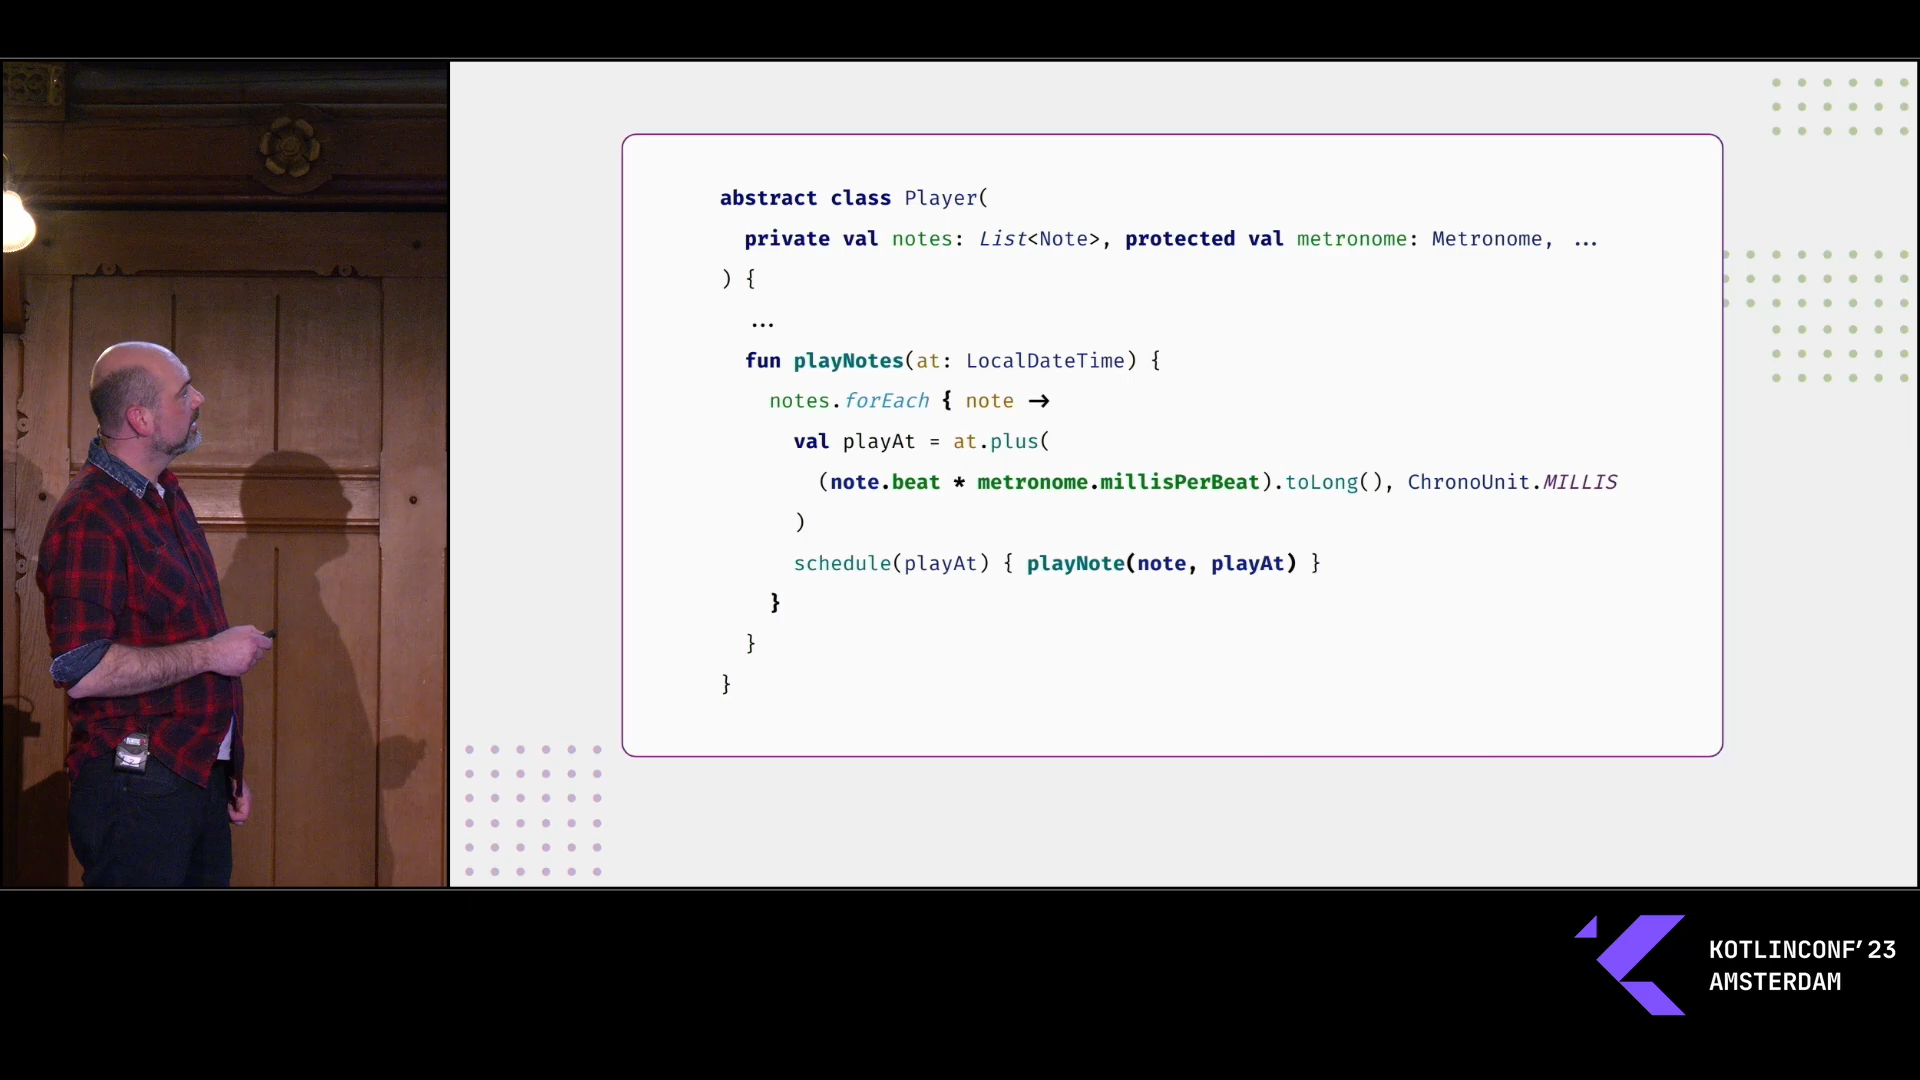 abstract class Player(
private val notes: List<Note>, protected val metronome: Metronome, ...
) {
...
fun playNotes(at: LocalDateTime) {
notes.forEach { note →
val playAt = at.plus(
(note.beat * metronome.millisPerBeat).toLong(), ChronoUnit.MILLIS
)
schedule(playAt) { playNote(note, playAt) }
}
}
}
KOTLINCONF’23
AMSTERDAM